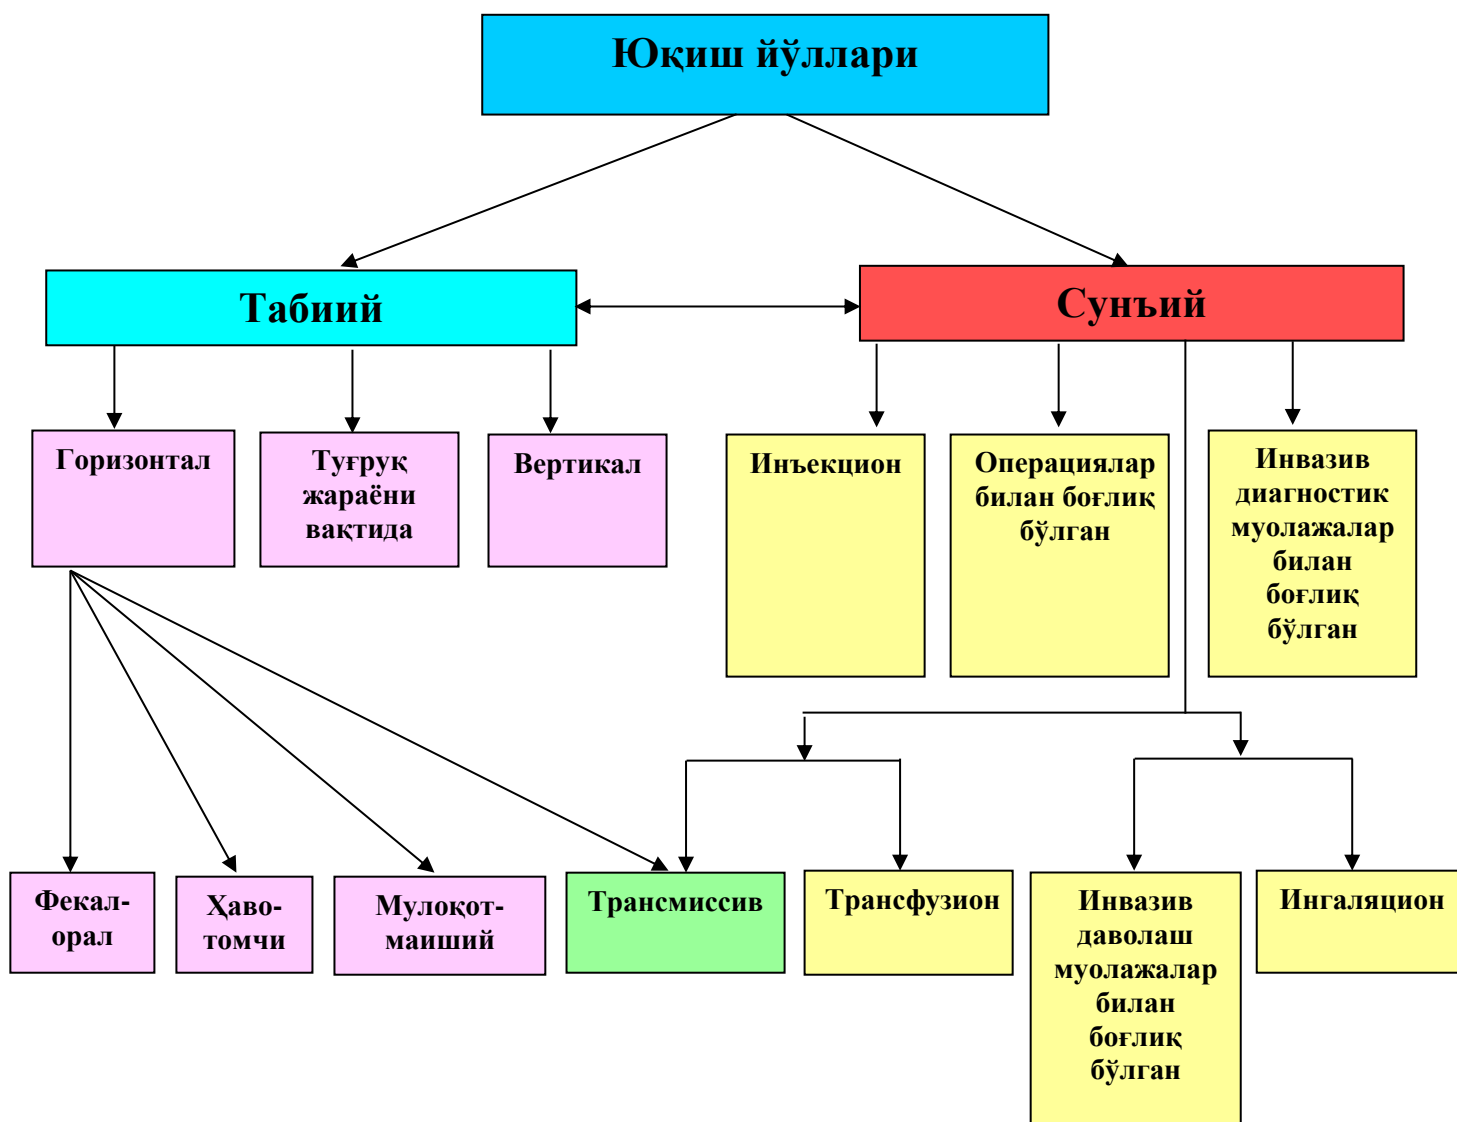 Юқиш йўллари
Табиий
Сунъий
Горизонтал
Туғруқ
жараёни
вақтида
Вертикал
Инъекцион
Операциялар
билан боғлиқ
бўлган
Инвазив
диагностик
муолажалар
билан
боғлиқ
бўлган
Фекал-
орал
Ҳаво-
томчи
Мулоқот-
маиший
Трансмиссив
Трансфузион
Инвазив
даволаш
муолажалар
билан
боғлиқ
бўлган
Ингаляцион